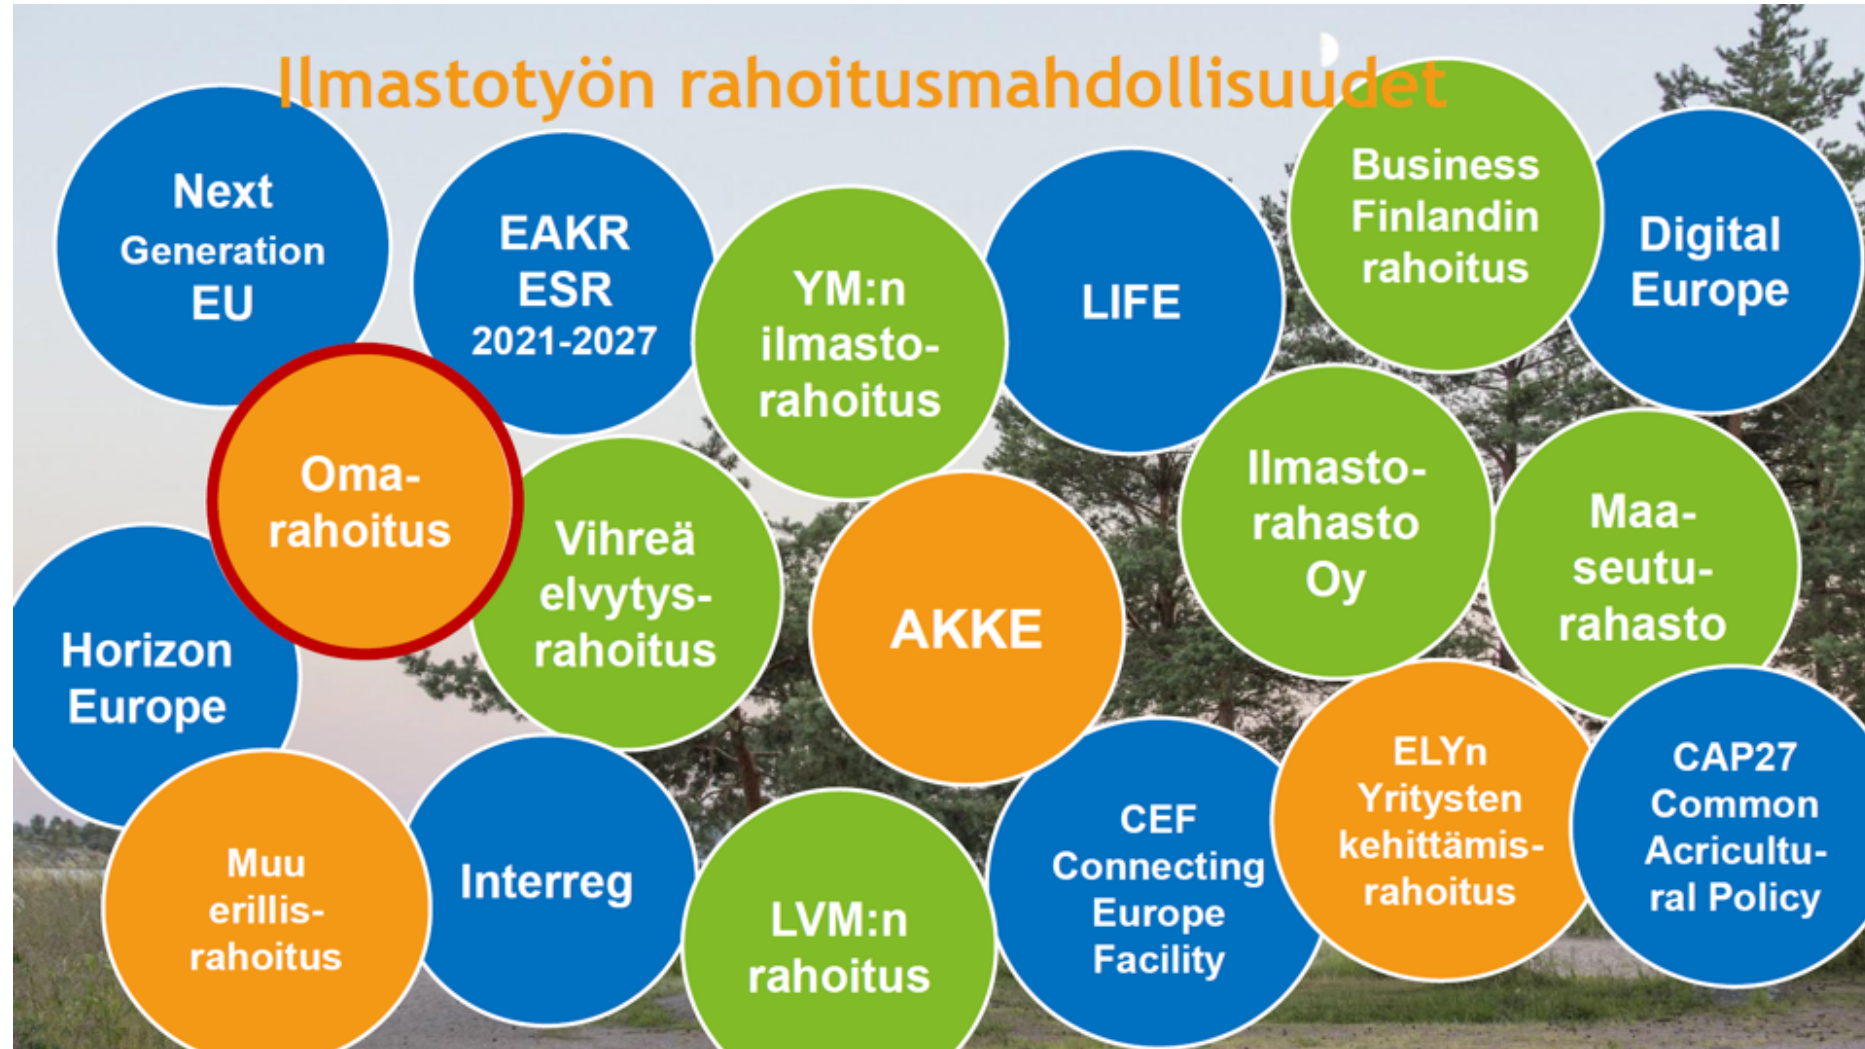 Ilmastotyön rahoitusmahdollisuudet
Next
Generation
EU
EAKR
ESR
2021-2027
YM:n
ilmasto-
rahoitus
LIFE
Business
Finlandin
rahoitus
Digital
Europe
Oma-
rahoitus
Vihreä
elvytys-
rahoitus
AKKE
Ilmasto-
rahasto
Oy
Maa-
seutu-
rahasto
Horizon
Europe
Muu
erillis-
rahoitus
Interreg
LVM:n
rahoitus
CEF
Connecting
Europe
Facility
ELYn
Yritysten
kehittämis-
rahoitus
CAP27
Common
Acricultu-
ral Policy